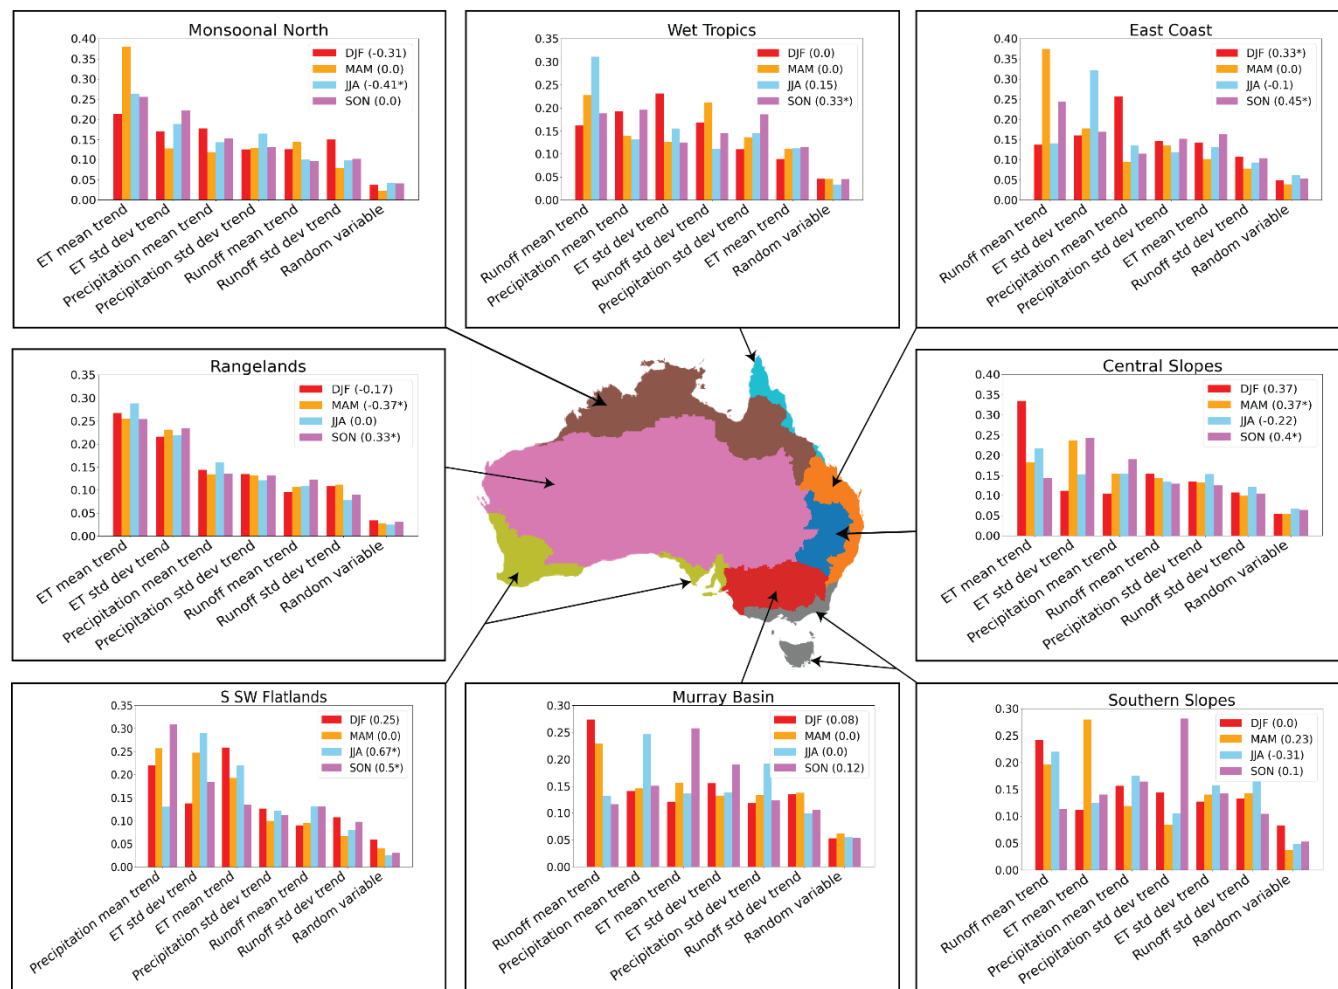 Monsoonal North
0.40
0.35
0.30
0.25
0.20
0.15
0.10
0.05
0.00
DJF (-0.31)
MAM (0.0)
JJA (-0.41*)
SON (0.0)
ET mean trend
ET std dev trend
Precipitation mean trend
Precipitation std dev trend
Runoff mean trend
Runoff std dev trend
Random variable
Wet Tropics
0.35
0.30
0.25
0.20
0.15
0.10
0.05
0.00
DJF (0.0)
MAM (0.0)
JJA (0.15)
SON (0.33*)
Runoff mean trend
Precipitation mean trend
ET std dev trend
Runoff std dev trend
Precipitation std dev trend
ET mean trend
Random variable
East Coast
0.40
0.35
0.30
0.25
0.20
0.15
0.10
0.05
0.00
DJF (0.33*)
MAM (0.0)
JJA (-0.1)
SON (0.45*)
Runoff mean trend
ET std dev trend
Precipitation mean trend
Precipitation std dev trend
ET mean trend
Runoff std dev trend
Random variable
Rangelands
0.35
0.30
0.25
0.20
0.15
0.10
0.05
0.00
DJF (-0.17)
MAM (-0.37*)
JJA (0.0)
SON (0.33*)
ET mean trend
ET std dev trend
Precipitation mean trend
Precipitation std dev trend
Runoff mean trend
Runoff std dev trend
Random variable
Central Slopes
0.40
0.35
0.30
0.25
0.20
0.15
0.10
0.05
0.00
DJF (0.37)
MAM (0.37*)
JJA (-0.22)
SON (0.4*)
ET mean trend
ET std dev trend
Precipitation mean trend
Runoff mean trend
Precipitation std dev trend
Runoff std dev trend
Random variable
S SW Flatlands
0.35
0.30
0.25
0.20
0.15
0.10
0.05
0.00
DJF (0.25)
MAM (0.0)
JJA (0.67*)
SON (0.5*)
Precipitation mean trend
ET std dev trend
ET mean trend
Precipitation std dev trend
Runoff mean trend
Runoff std dev trend
Random variable
Murray Basin
0.30
0.25
0.20
0.15
0.10
0.05
0.00
DJF (0.08)
MAM (0.0)
JJA (0.0)
SON (0.12)
Runoff mean trend
Precipitation mean trend
ET mean trend
ET std dev trend
Precipitation std dev trend
Runoff std dev trend
Random variable
Southern Slopes
0.30
0.25
0.20
0.15
0.10
0.05
0.00
DJF (0.0)
MAM (0.23)
JJA (-0.31)
SON (0.1)
Runoff mean trend
ET mean trend
Precipitation mean trend
Precipitation std dev trend
ET std dev trend
Runoff std dev trend
Random variable